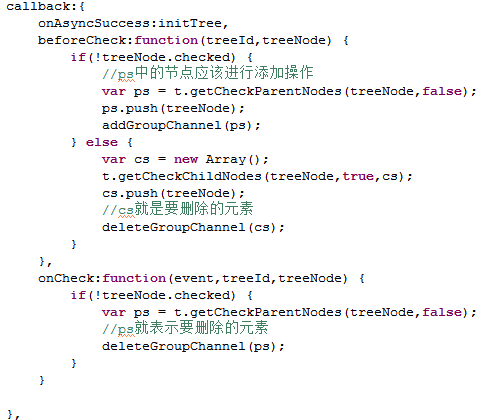 callback:{
    onAsyncSuccess:initTree,
    beforeCheck:function(treeId,treeNode) {
        if(!treeNode.checked) {
            //ps中的节点应该进行添加操作
            var ps = t.getCheckParentNodes(treeNode,false);
            ps.push(treeNode);
            addGroupChannel(ps);
        } else {
            var cs = new Array();
            t.getCheckChildNodes(treeNode,true,cs);
            cs.push(treeNode);
            //cs就是要删除的元素
            deleteGroupChannel(cs);
        }
    },
    onCheck:function(event,treeId,treeNode) {
        if(!treeNode.checked) {
            var ps = t.getCheckParentNodes(treeNode,false);
            //ps就表示要删除的元素
            deleteGroupChannel(ps);
        }
    }
},